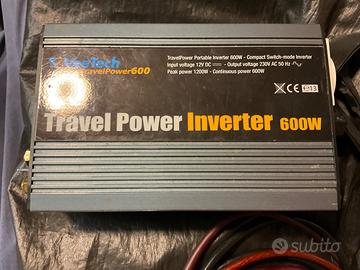 TravelPower600
TravelPower Portable Inverter 600W - Compact Switch-mode Inverter
Input voltage 12V DC - Output voltage 230V AC 50 Hz
Peak power 1200W - Continuous power 600W
CE e13
Travel Power Inverter 600W
subito